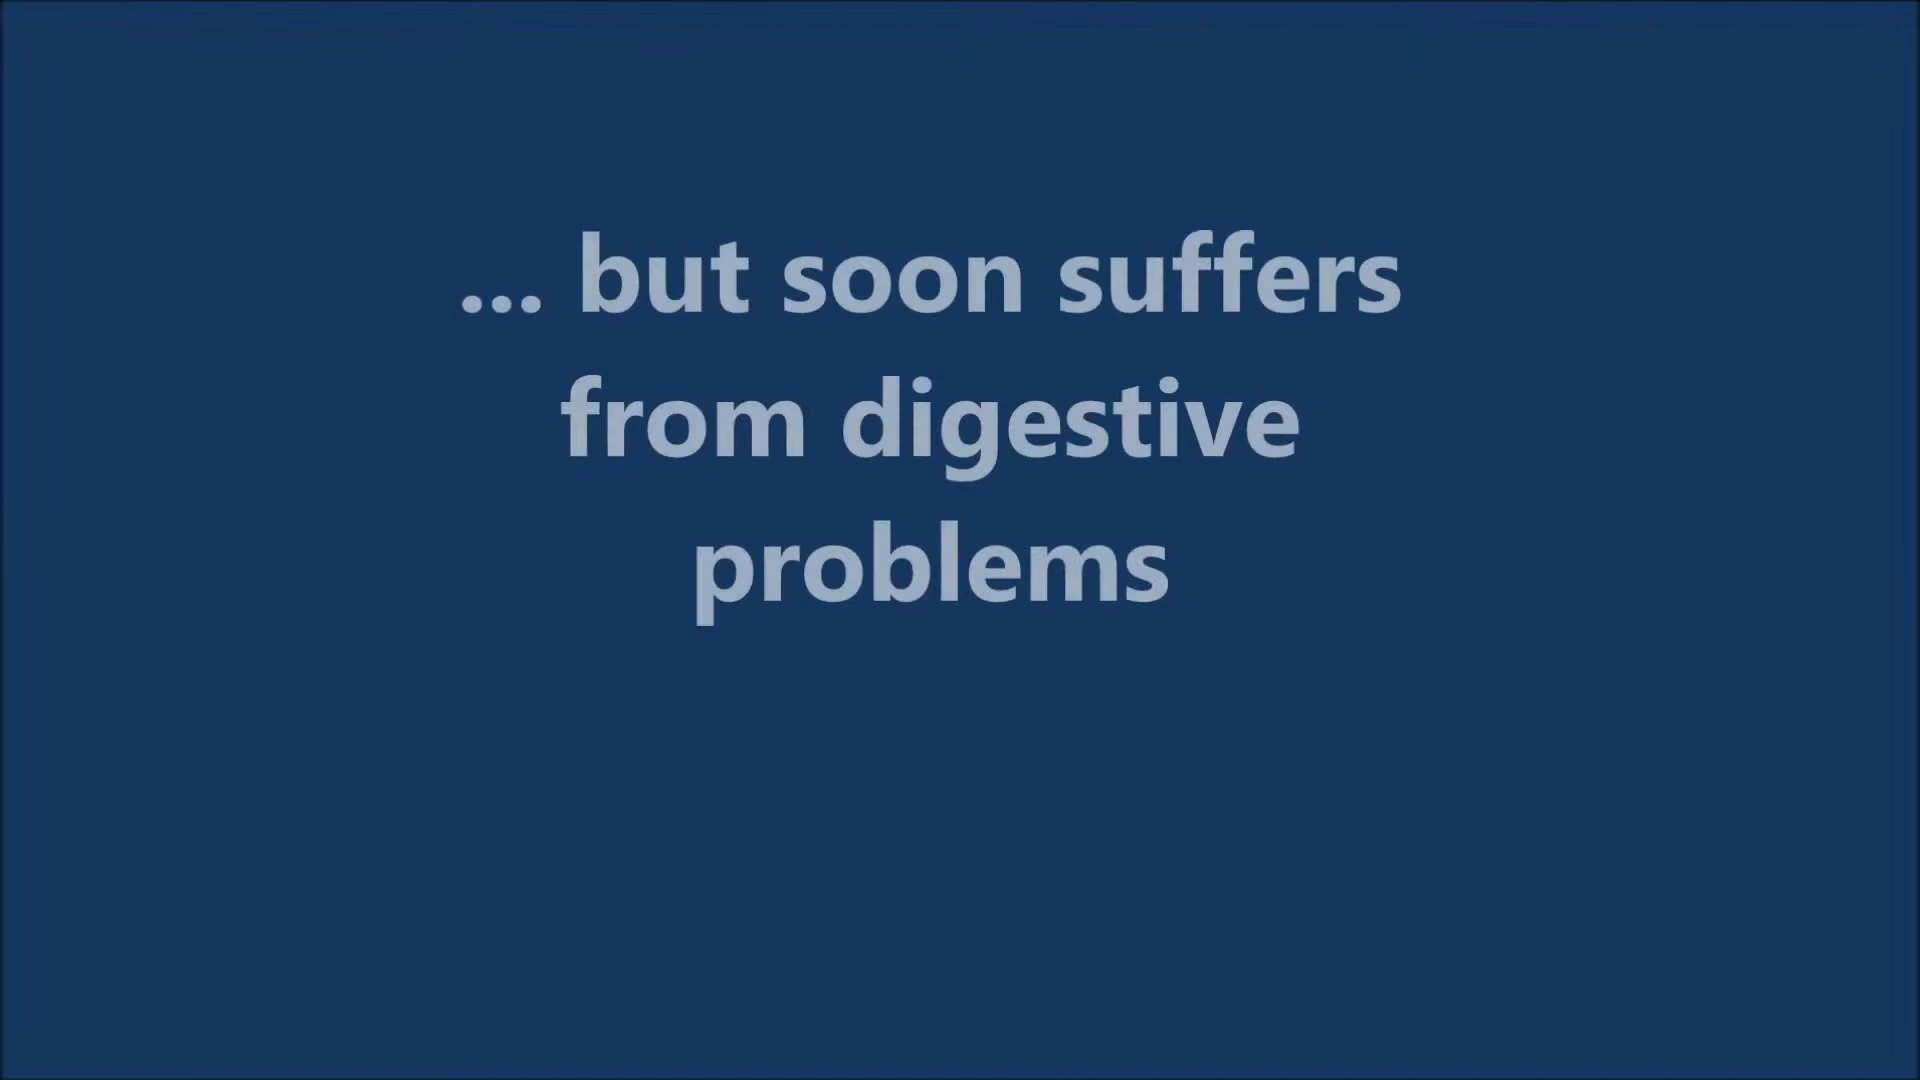 ... but soon suffers
from digestive
problems